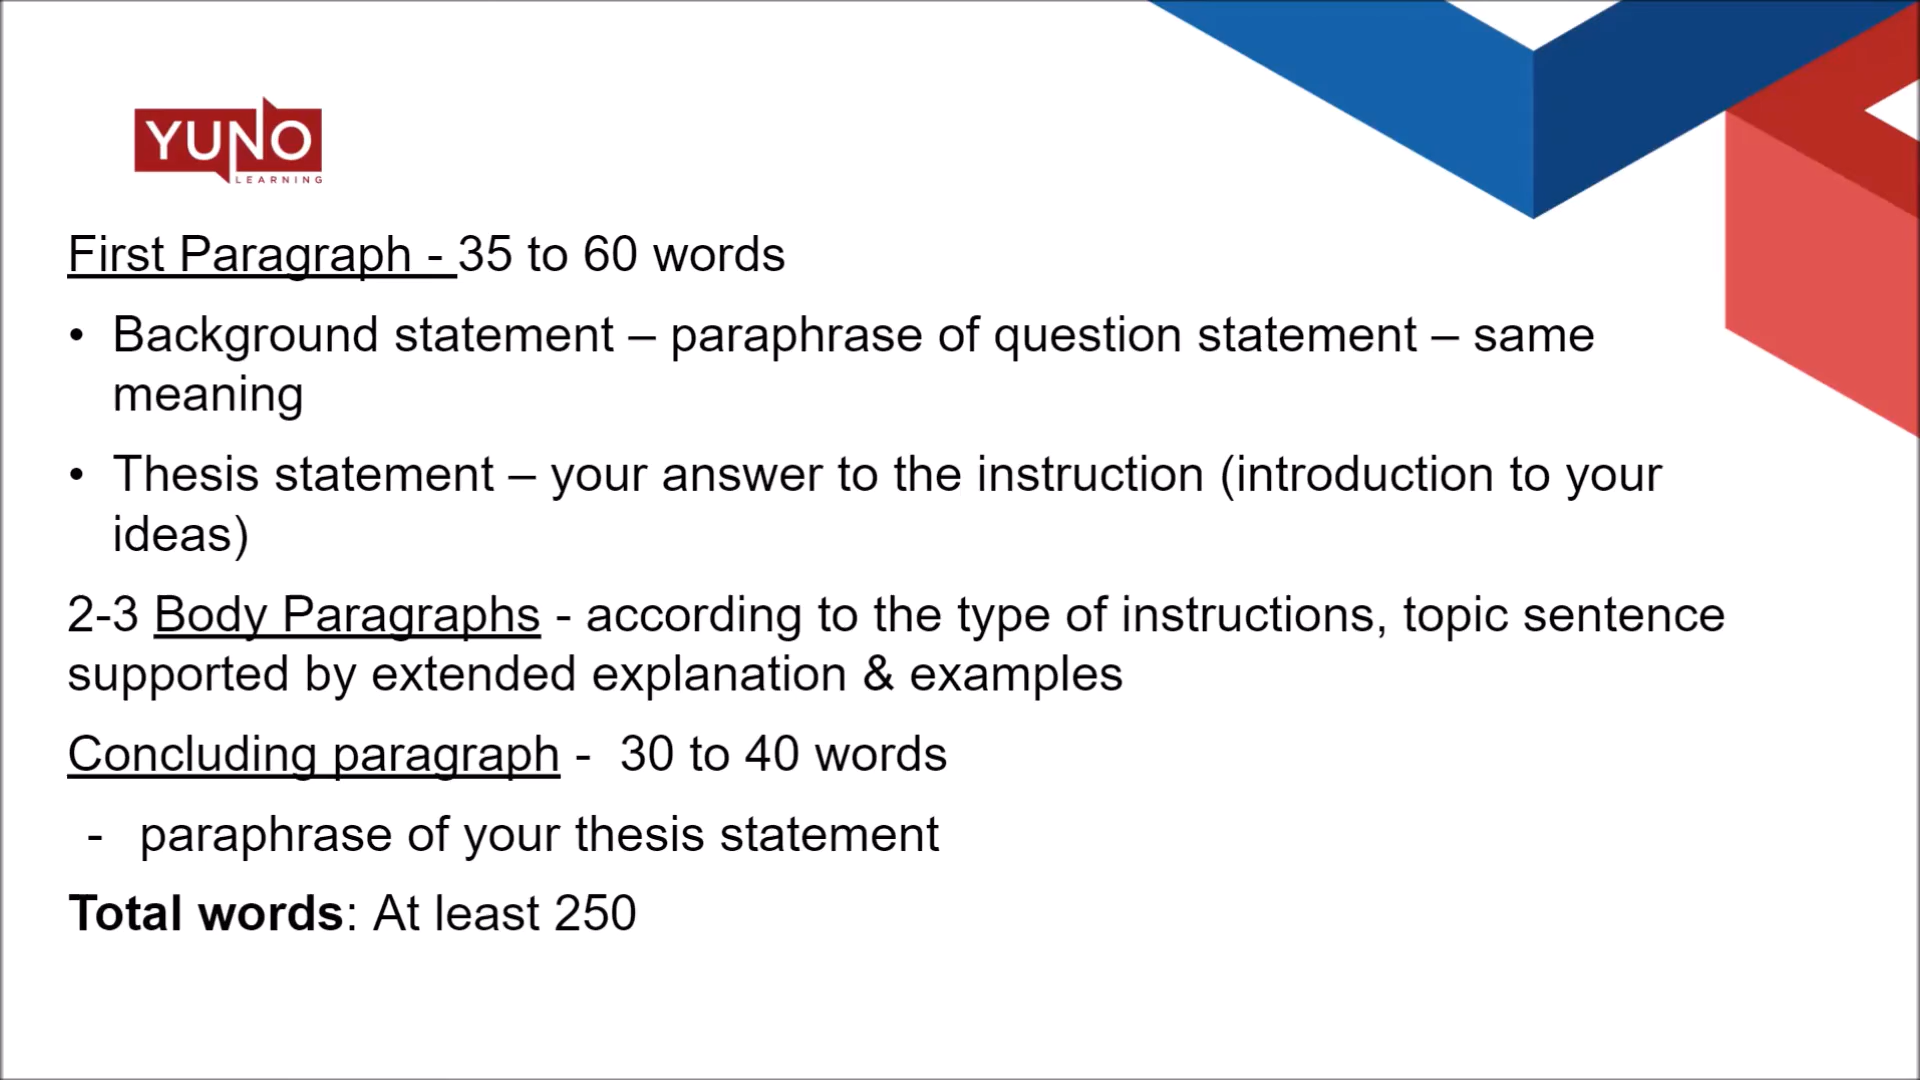 YUNO
LEARNING
First Paragraph - 35 to 60 words
• Background statement – paraphrase of question statement – same
meaning
• Thesis statement – your answer to the instruction (introduction to your
ideas)
2-3 Body Paragraphs - according to the type of instructions, topic sentence
supported by extended explanation & examples
Concluding paragraph -  30 to 40 words
- paraphrase of your thesis statement
Total words: At least 250